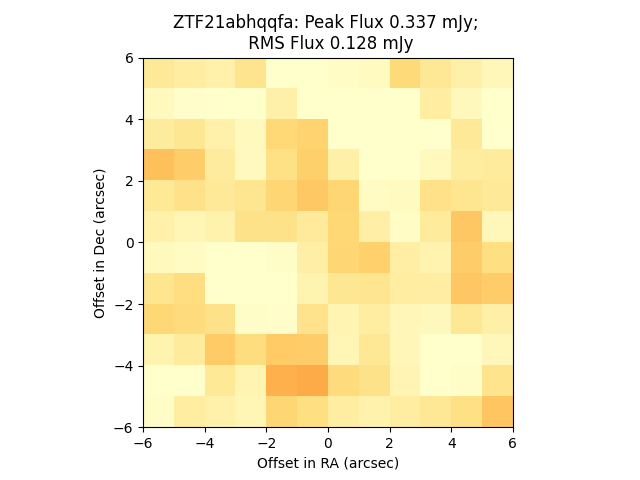 ZTF21abhqqfa: Peak Flux 0.337 mJy;
RMS Flux 0.128 mJy
6
4
2
0
−2
−4
−6
Offset in Dec (arcsec)
−6 −4 −2 0 2 4 6
Offset in RA (arcsec)